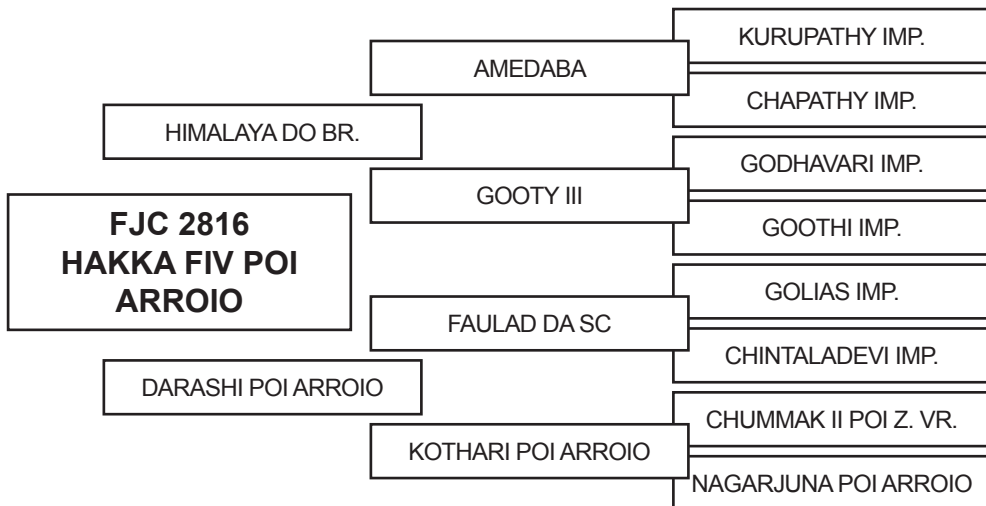 KURUPATHY IMP.
AMEDABA
CHAPATHY IMP.
HIMALAYA DO BR.
GODHAVARI IMP.
GOOTY III
FJC 2816
HAKKA FIV POI
ARROIO
GOOTHI IMP.
GOLIAS IMP.
FAULAD DA SC
CHINTALADEVI IMP.
DARASHI POI ARROIO
CHUMMAK II POI Z. VR.
KOTHARI POI ARROIO
NAGARJUNA POI ARROIO